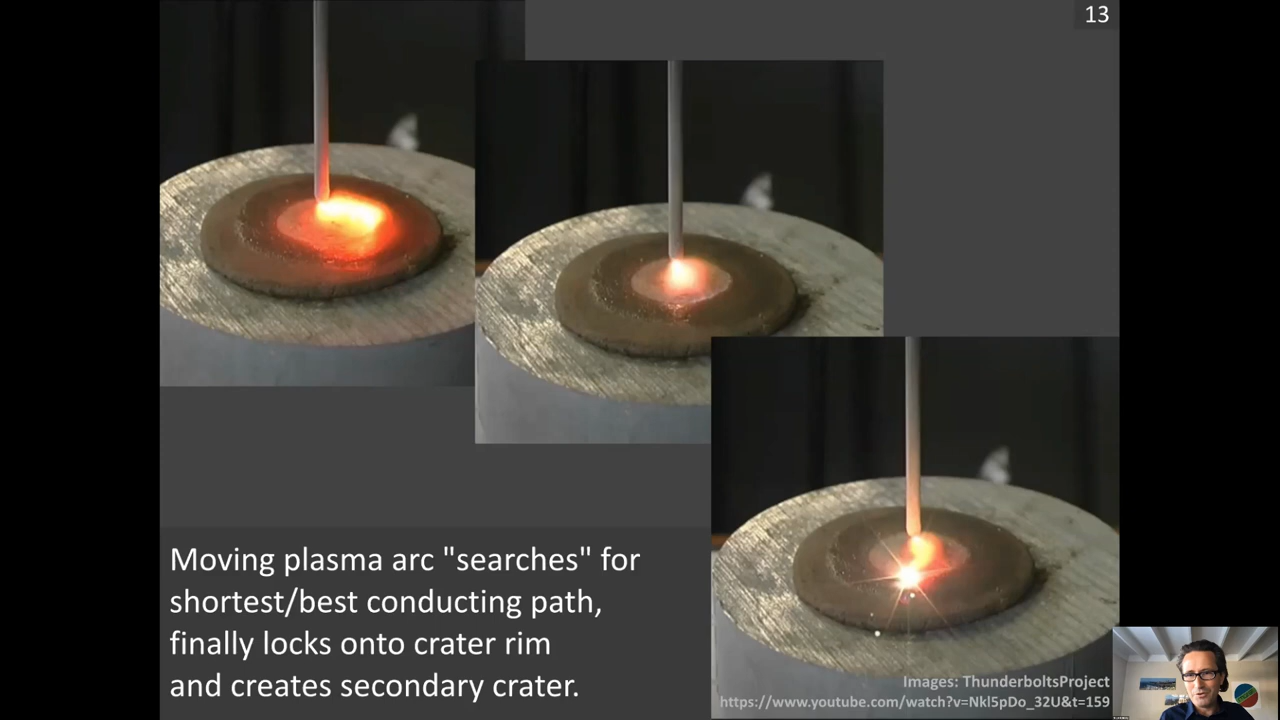 13
Moving plasma arc "searches" for
shortest/best conducting path,
finally locks onto crater rim
and creates secondary crater.
Images: ThunderboltsProject
https://www.youtube.com/watch?v=Nkl5pDo_32U&t=159